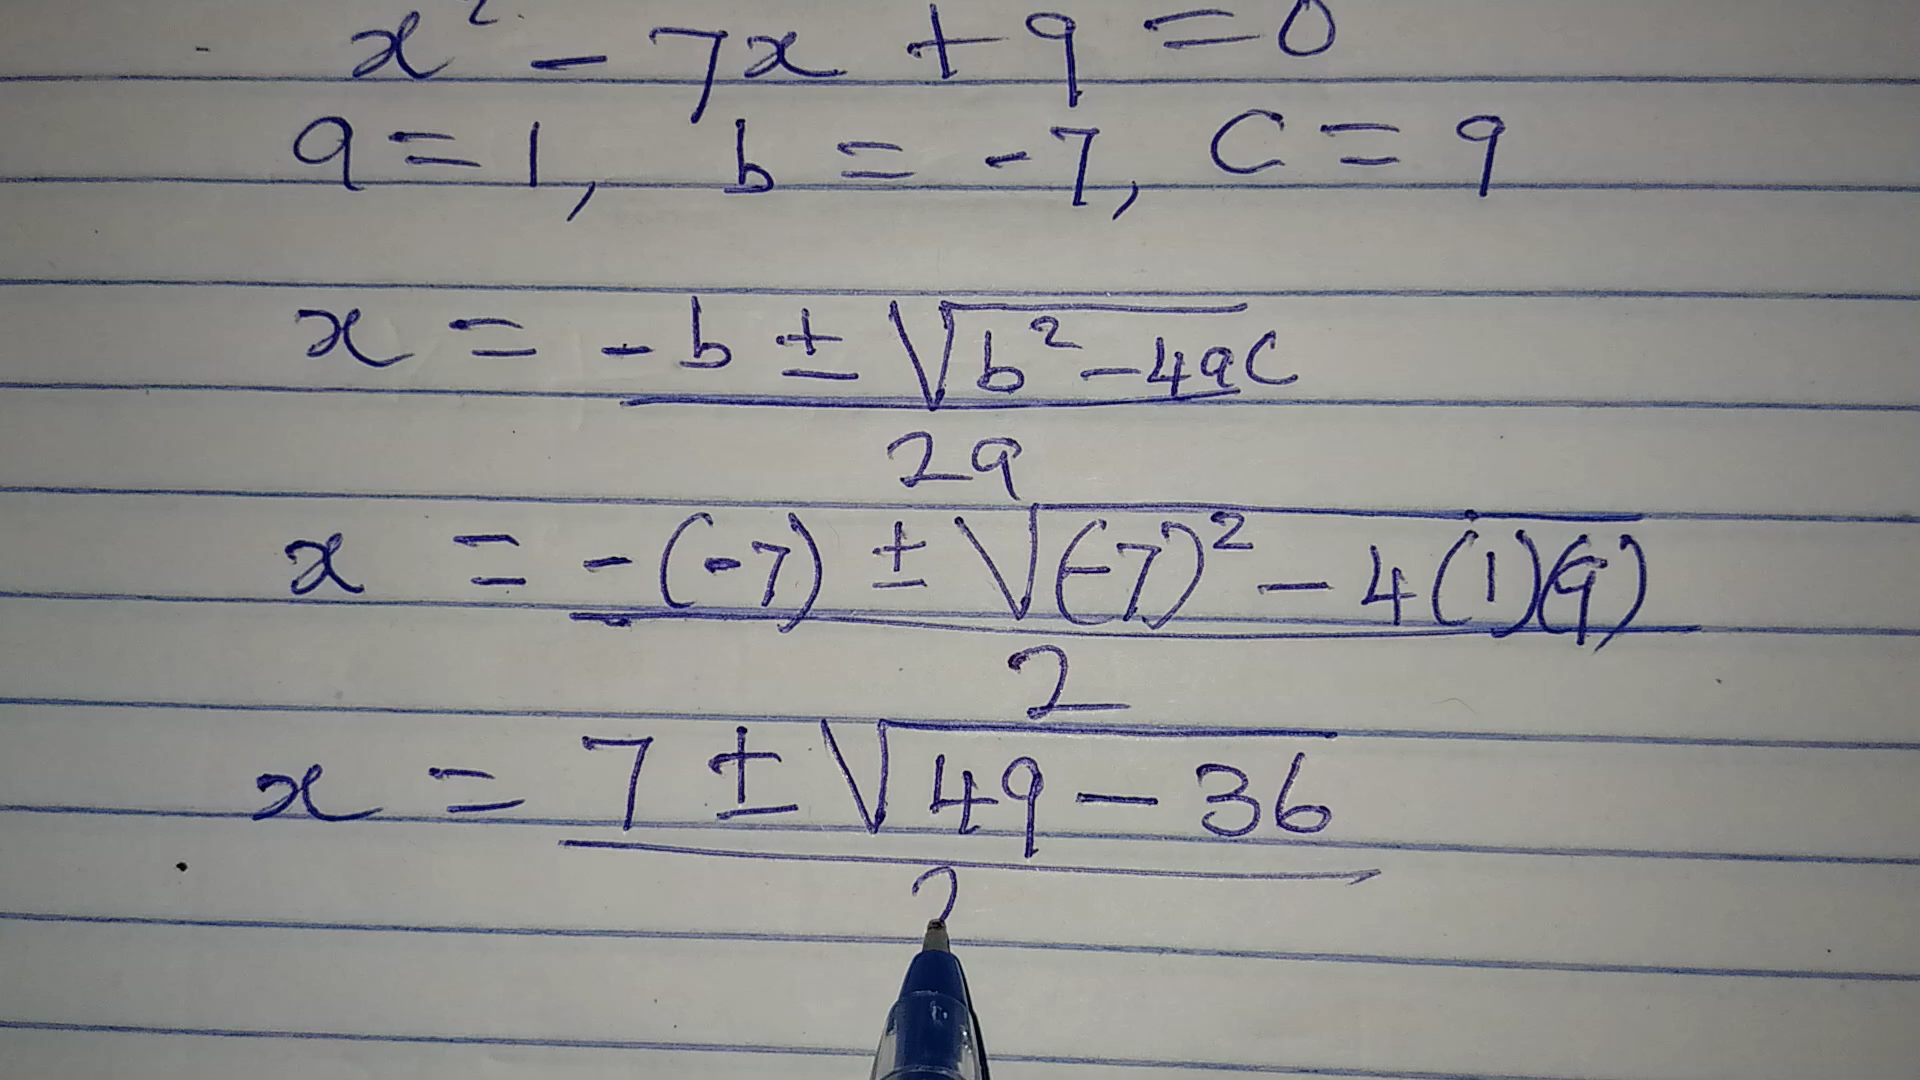 x² - 7x + 9 = 0
a = 1, b = -7, c = 9
x = -b ± √b² - 4ac
2a
x = -(-7) ± √(-7)² - 4(1)(9)
2
x = 7 ± √49 - 36
2